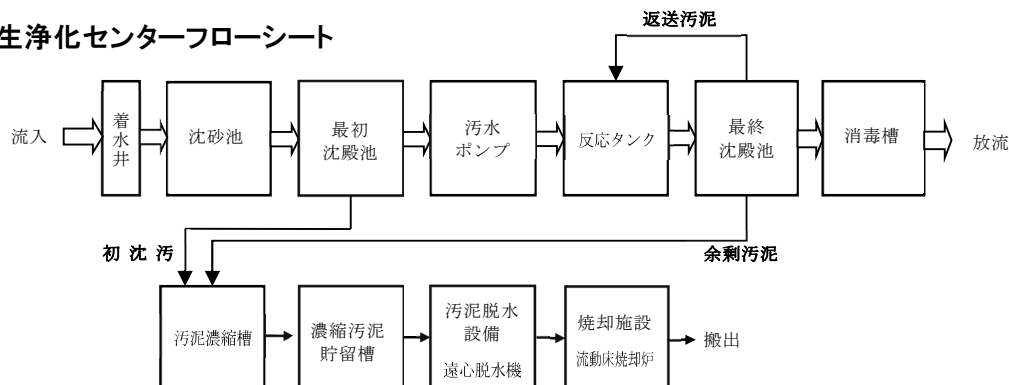 返送汚泥
生浄化センターフローシート
流入
着
水
井
沈砂池
最初
沈殿池
汚水
ポンプ
反応タンク
最終
沈殿池
消毒槽
放流
初 沈 汚
余剰汚泥
汚泥濃縮槽
濃縮汚泥
貯留槽
汚泥脱水
設備
遠心脱水機
焼却施設
流動床焼却炉
搬出